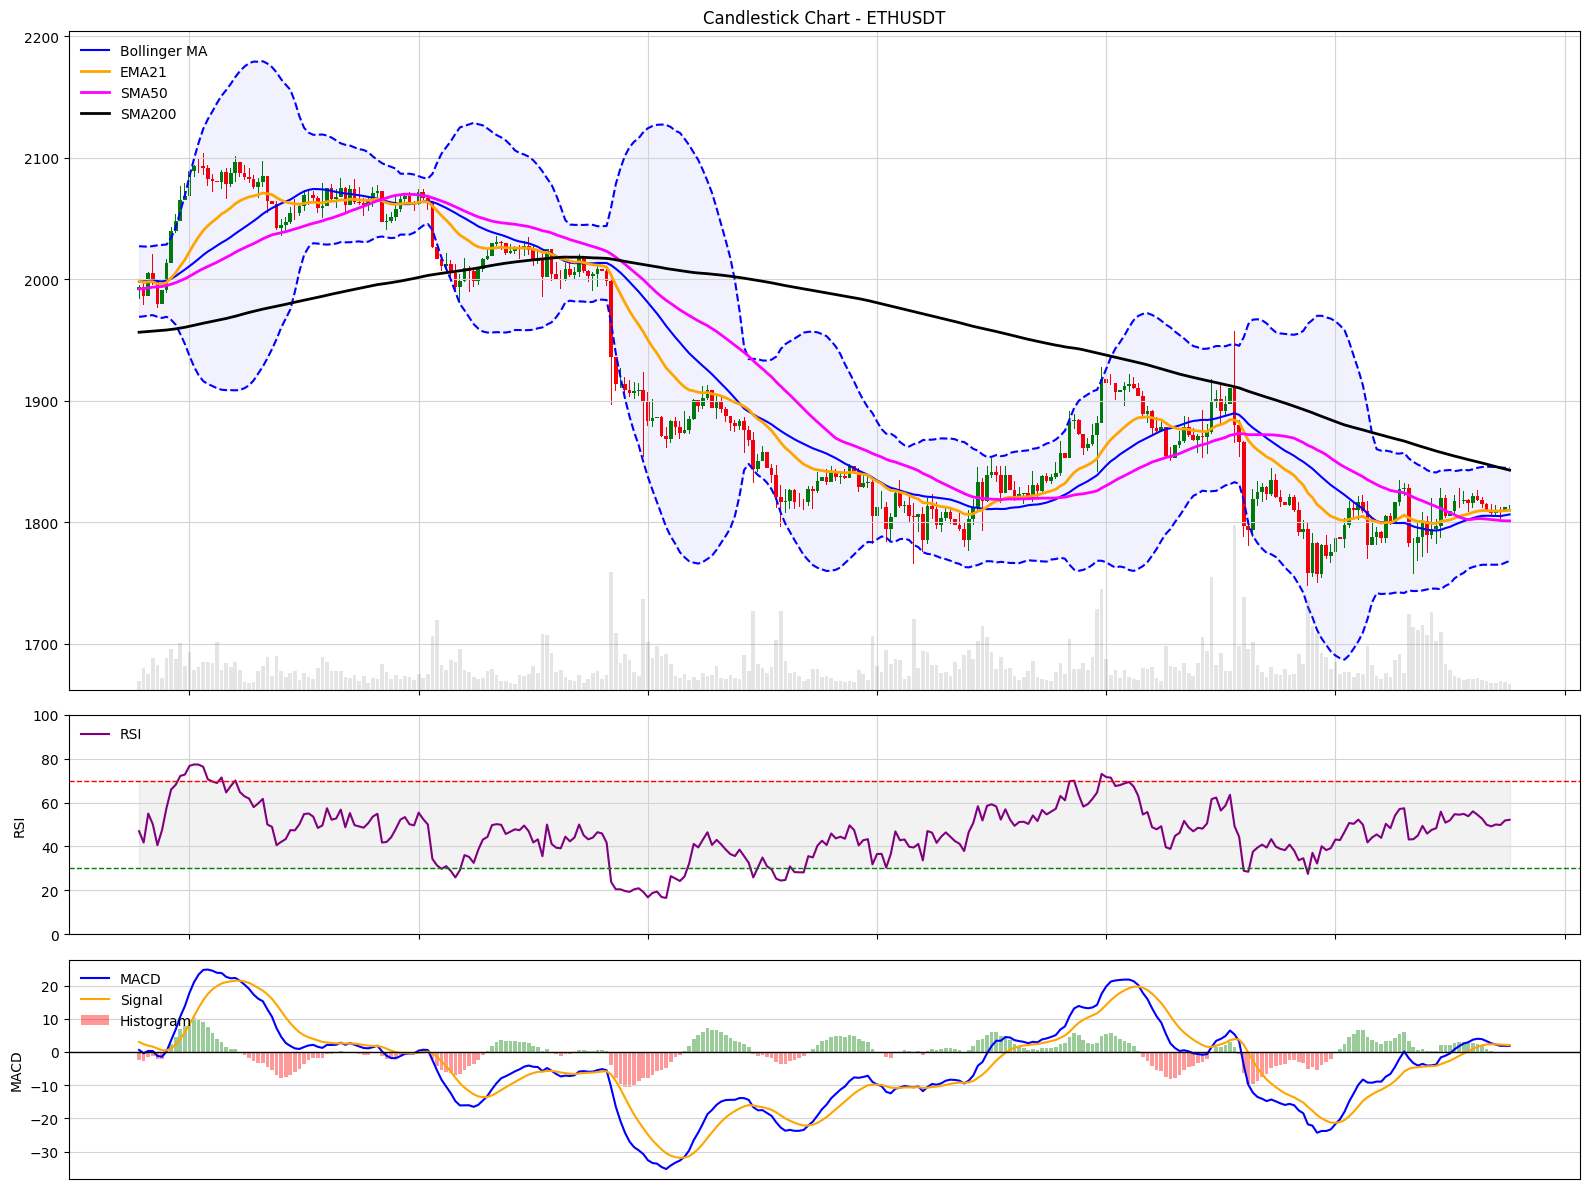 Candlestick Chart - ETHUSDT
2200
2100
2000
1900
1800
1700
Bollinger MA
EMA21
SMA50
SMA200
100
80
60
40
20
0
RSI
RSI
20
10
0
−10
−20
−30
MACD
MACD
Signal
Histogram